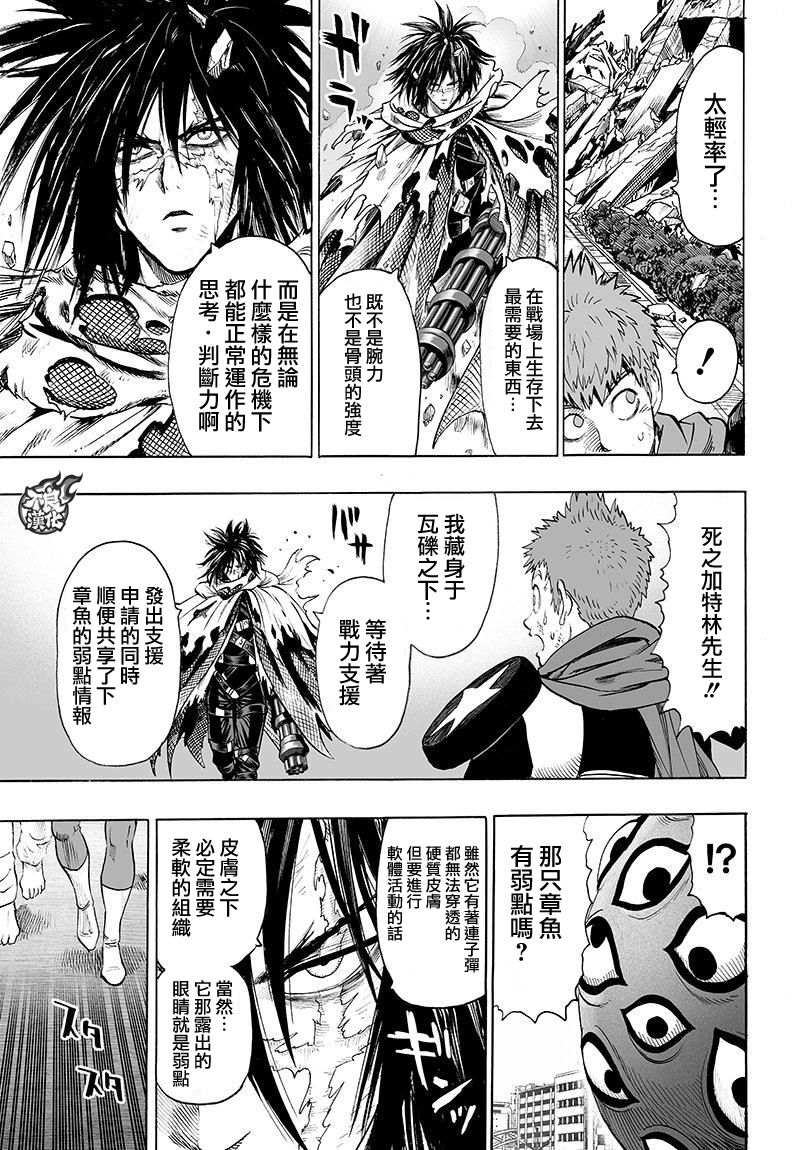 太輕率了…
！
在戰場上生存下去
最需要的東西…
既不是腕力
也不是骨頭的強度
ギ
ガラ
而是在無論
什麼樣的危機下
都能正常運作的
思考・判斷力啊
漢化
死之加特林先生!!
我藏身于
瓦礫之下…
等待著
戰力支援
發出支援
申請的同時
順便共享了下
章魚的弱點情報
!?
那只章魚
有弱點嗎?
雖然它有著連子彈
都無法穿透的
硬質皮膚
但要進行
軟體活動的話
皮膚之下
必定需要
柔軟的組織
當然…
它那露出的
眼睛就是弱點
スタ
スタ